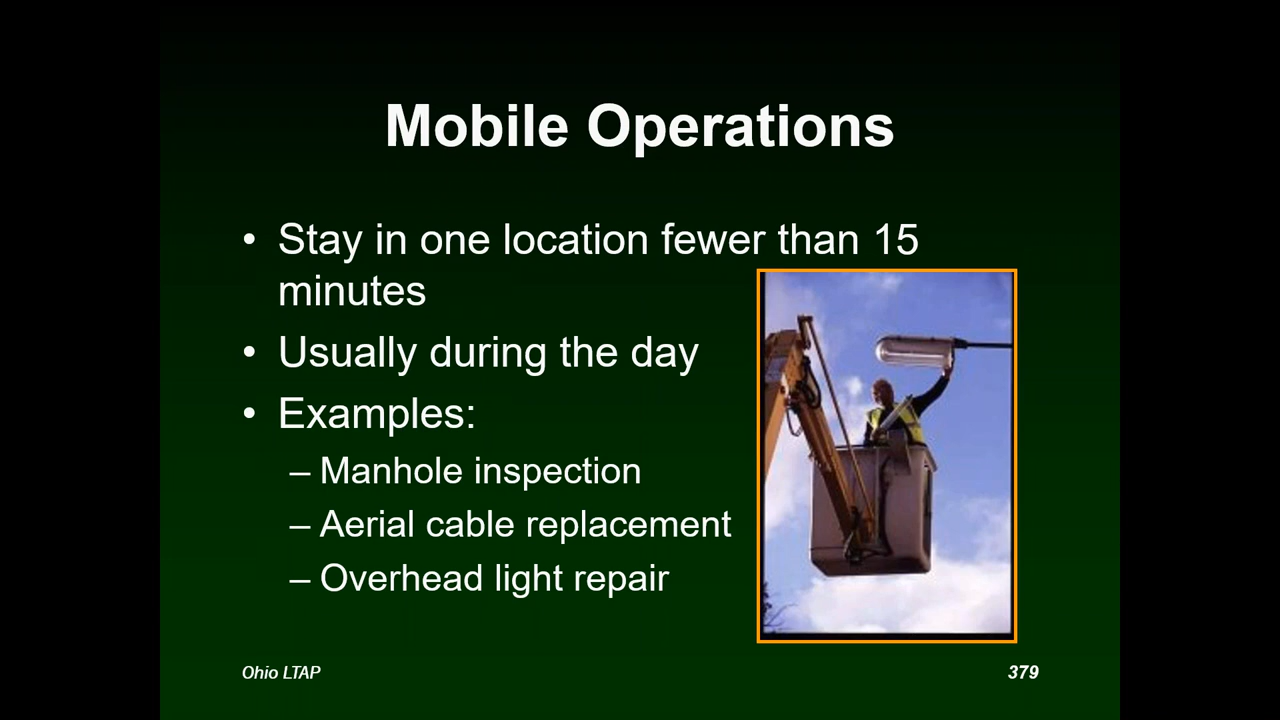 Mobile Operations
• Stay in one location fewer than 15
minutes
• Usually during the day
• Examples:
– Manhole inspection
– Aerial cable replacement
– Overhead light repair
Ohio LTAP
379